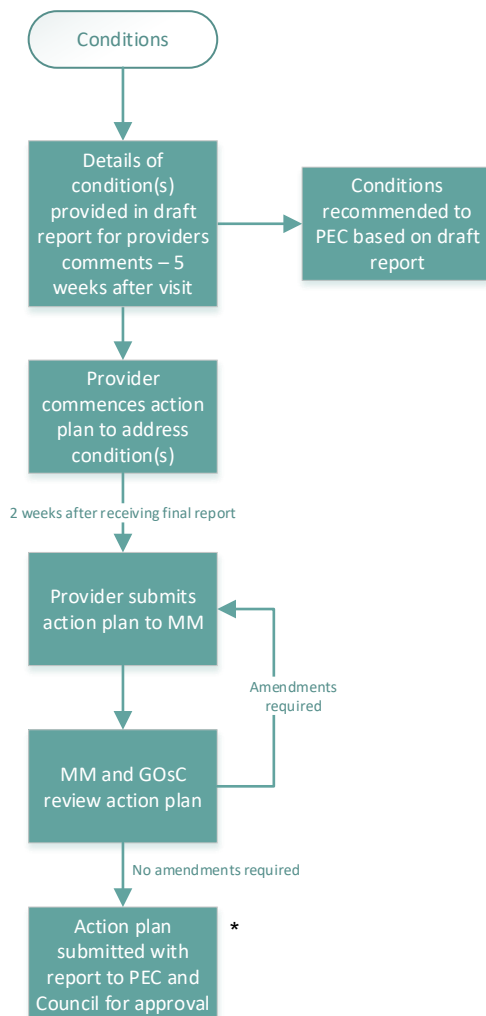 Conditions
Details of
condition(s)
provided in draft
report for providers
comments – 5
weeks after visit
Conditions
recommended to
PEC based on draft
report
Provider
commences action
plan to address
condition(s)
2 weeks after receiving final report
Provider submits
action plan to MM
Amendments
required
MM and GOsC
review action plan
No amendments required
Action plan
submitted with
report to PEC and
Council for approval
*